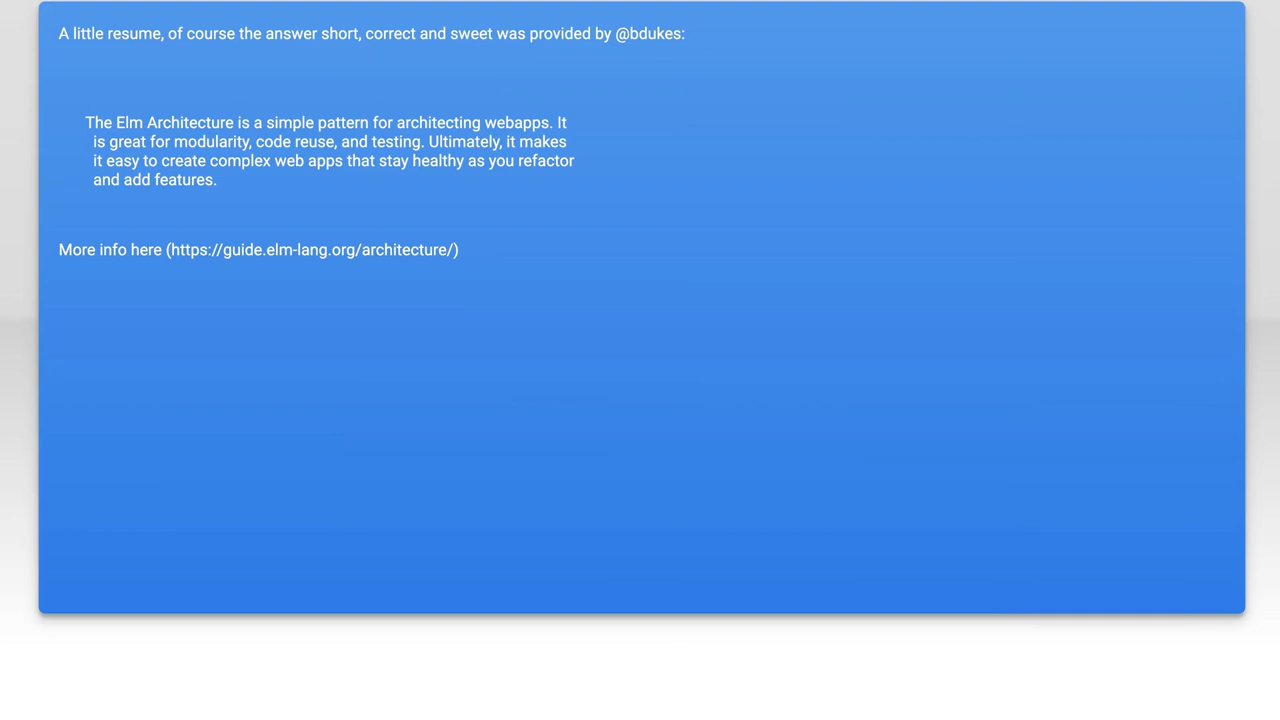 A little resume, of course the answer short, correct and sweet was provided by @bdukes:
The Elm Architecture is a simple pattern for architecting webapps. It
is great for modularity, code reuse, and testing. Ultimately, it makes
it easy to create complex web apps that stay healthy as you refactor
and add features.
More info here (https://guide.elm-lang.org/architecture/)